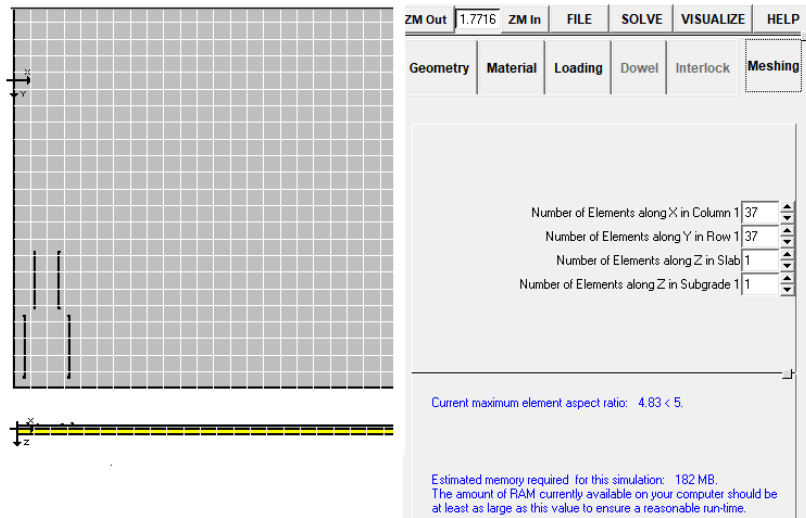 ZM Out 1.7716 ZM In FILE SOLVE VISUALIZE HELP
Geometry Material Loading Dowel Interlock Meshing
X
Y
Number of Elements along X in Column 1 37
Number of Elements along Y in Row 1 37
Number of Elements along Z in Slab 1
Number of Elements along Z in Subgrade 1 1
Current maximum element aspect ratio: 4.83 < 5.
X
Z
Estimated memory required for this simulation: 182 MB.
The amount of RAM currently available on your computer should be
at least as large as this value to ensure a reasonable run-time.